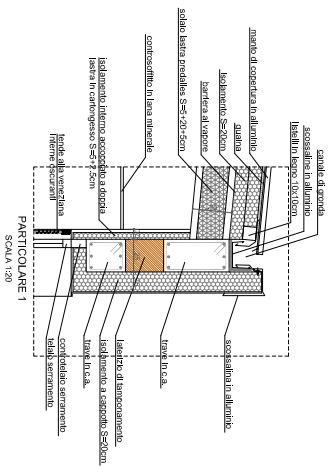 canale di gronda
scossalina in alluminio
listelli in legno 10x10cm
manto di copertura in alluminio
guaina
Isolamento S=20cm
barriera al vapore
solaio lastra predalles S=5+20+5cm
controsoffitto in lana minerale
isolamento interno accoppiato a doppia
lastra in cartongesso S=5+2.5cm
tende alla veneziana
interne oscuranti
scossalina in alluminio
trave in c.a.
laterizio di tamponamento
isolamento a cappotto S=20cm
trave in c.a.
controtelaio serramento
telaio serramento
PARTICOLARE 1
SCALA 1:20